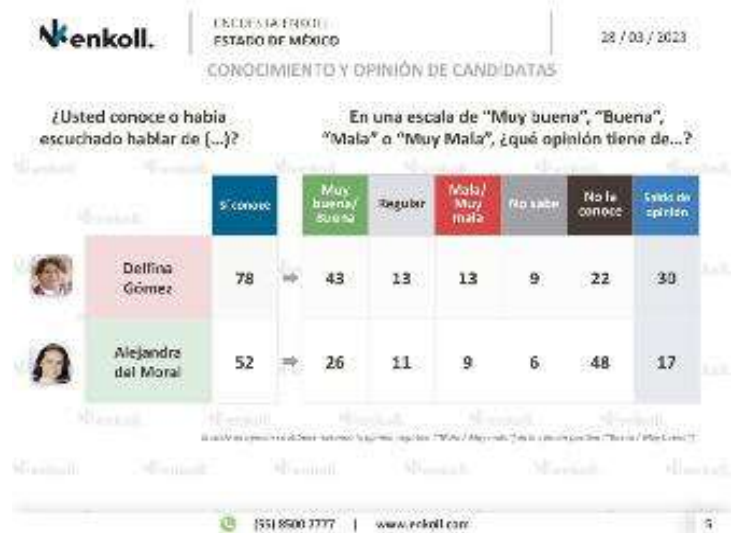 enkoll.
ENCUESTA ENKOLL
ESTADO DE MÉXICO
28 / 03 / 2023
CONOCIMIENTO Y OPINIÓN DE CANDIDATAS
¿Usted conoce o había
escuchado hablar de (...)?
En una escala de “Muy buena”, “Buena”,
“Mala” o “Muy Mala”, ¿qué opinión tiene de...?
Sí conoce
Muy
buena/
Buena
Regular
Mala/
Muy
mala
No sabe
No la
conoce
Saldo de
opinión
Delfina
Gómez
78
43
13
13
9
22
30
Alejandra
del Moral
52
26
11
9
6
48
17
(55) 8500 7777 | www.enkoll.com
5